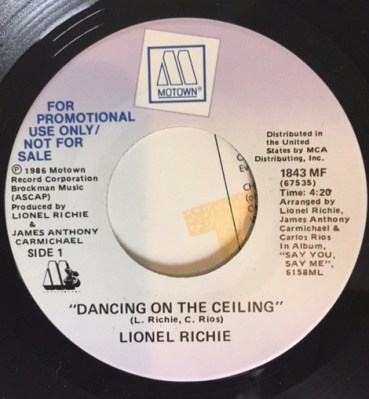 MOTOWN®
FOR
PROMOTIONAL
USE ONLY/
NOT FOR
SALE
℗ 1986 Motown
Record Corporation
Brockman Music
(ASCAP)
Produced by
LIONEL RICHIE &
JAMES ANTHONY
CARMICHAEL
SIDE 1
Distributed in
the United
States by MCA
Distributing, Inc.
1843 MF
(67535)
Time: 4:20
Arranged by
Lionel Richie,
James Anthony
Carmichael &
Carlos Rios
In Album,
"SAY YOU,
SAY ME",
6158ML
"DANCING ON THE CEILING"
(L. Richie, C. Rios)
LIONEL RICHIE